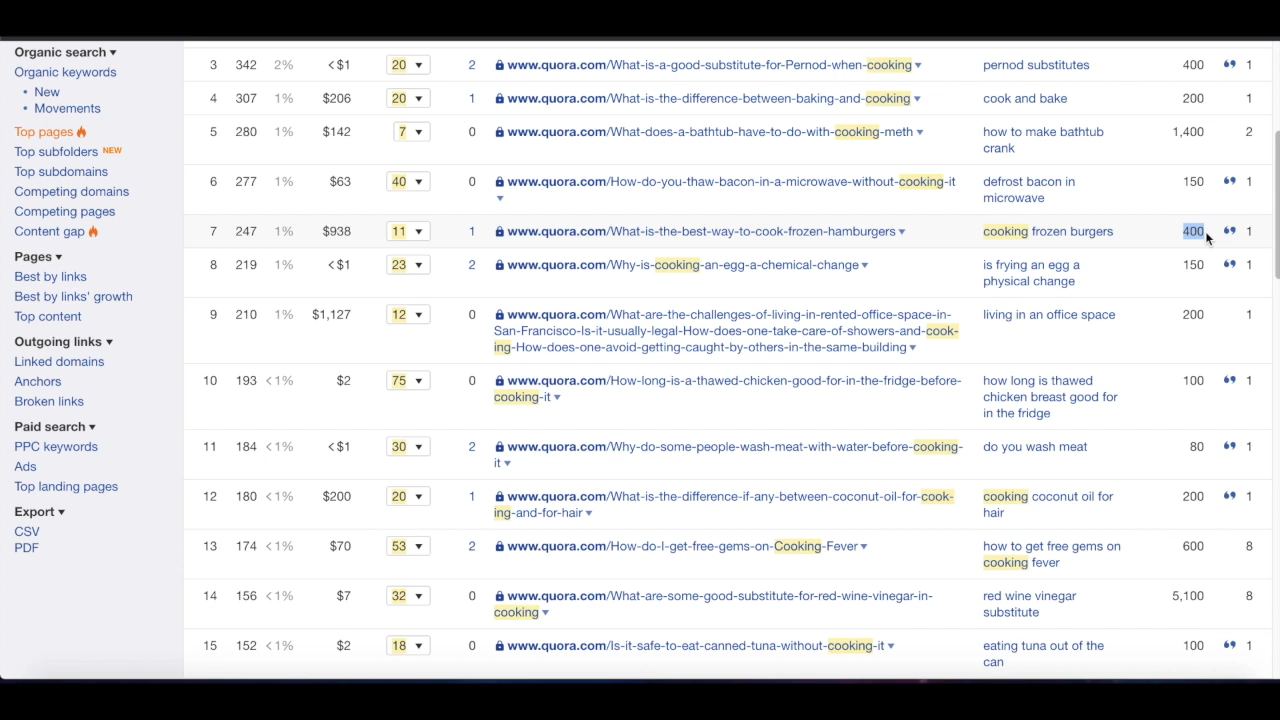 Organic search
Organic keywords
New
Movements
Top pages
Top subfolders NEW
Top subdomains
Competing domains
Competing pages
Content gap
Pages
Best by links
Best by links' growth
Top content
Outgoing links
Linked domains
Anchors
Broken links
Paid search
PPC keywords
Ads
Top landing pages
Export
CSV
PDF
3 342 2% <$1 20 2 www.quora.com/What-is-a-good-substitute-for-Pernod-when-cooking pernod substitutes 400 1
4 307 1% $206 20 1 www.quora.com/What-is-the-difference-between-baking-and-cooking cook and bake 200 1
5 280 1% $142 7 0 www.quora.com/What-does-a-bathtub-have-to-do-with-cooking-meth how to make bathtub 1,400 2
crank
6 277 1% $63 40 0 www.quora.com/How-do-you-thaw-bacon-in-a-microwave-without-cooking-it defrost bacon in 150 1
microwave
7 247 1% $938 11 1 www.quora.com/What-is-the-best-way-to-cook-frozen-hamburgers cooking frozen burgers 400 1
8 219 1% <$1 23 2 www.quora.com/Why-is-cooking-an-egg-a-chemical-change is frying an egg a 150 1
physical change
9 210 1% $1,127 12 0 www.quora.com/What-are-the-challenges-of-living-in-rented-office-space-in- living in an office space 200 1
San-Francisco-Is-it-usually-legal-How-does-one-take-care-of-showers-and-cook-
ing-How-does-one-avoid-getting-caught-by-others-in-the-same-building
10 193 <1% $2 75 0 www.quora.com/How-long-is-a-thawed-chicken-good-for-in-the-fridge-before- how long is thawed 100 1
cooking-it chicken breast good for
in the fridge
11 184 <1% <$1 30 2 www.quora.com/Why-do-some-people-wash-meat-with-water-before-cooking- do you wash meat 80 1
it
12 180 <1% $200 20 1 www.quora.com/What-is-the-difference-if-any-between-coconut-oil-for-cook- cooking coconut oil for 200 1
ing-and-for-hair hair
13 174 <1% $70 53 2 www.quora.com/How-do-I-get-free-gems-on-Cooking-Fever how to get free gems on 600 8
cooking fever
14 156 <1% $7 32 0 www.quora.com/What-are-some-good-substitute-for-red-wine-vinegar-in- red wine vinegar 5,100 8
cooking substitute
15 152 <1% $2 18 0 www.quora.com/Is-it-safe-to-eat-canned-tuna-without-cooking-it eating tuna out of the 100 1
can